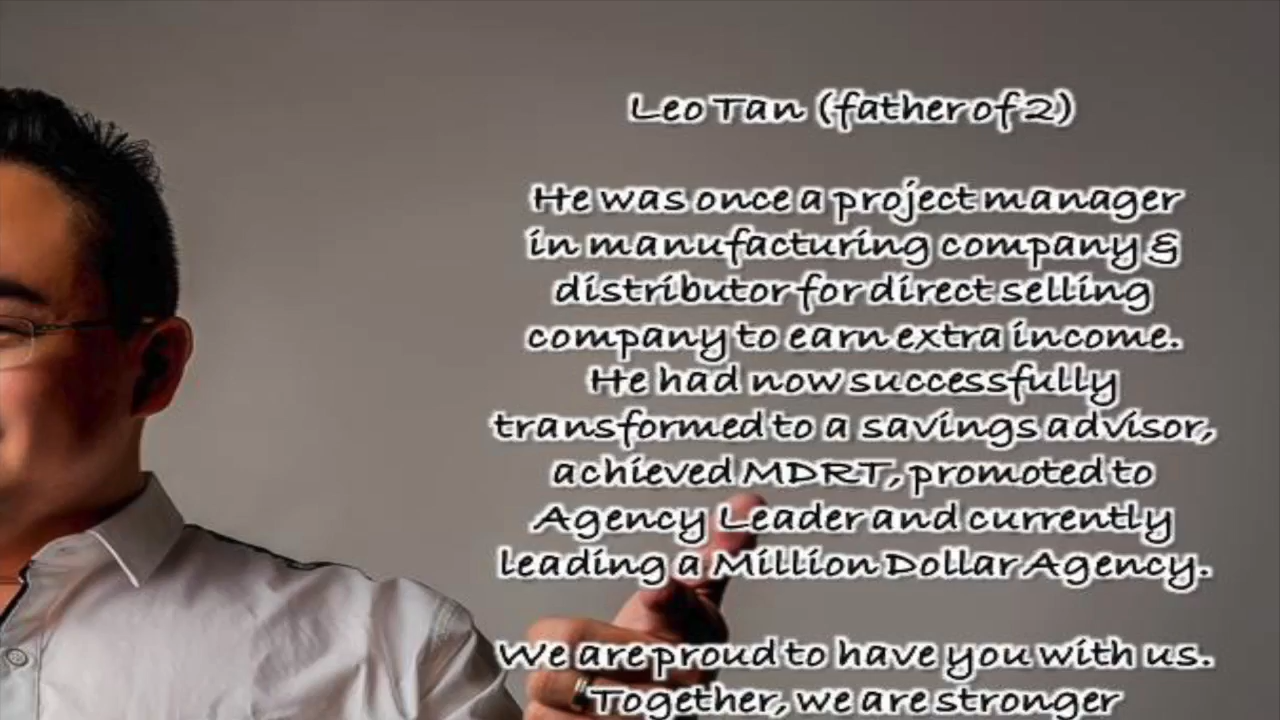 Leo Tan (father of 2)
He was once a project manager
in manufacturing company &
distributor for direct selling
company to earn extra income.
He had now successfully
transformed to a savings advisor,
achieved MDRT, promoted to
Agency Leader and currently
leading a Million Dollar Agency.
We are proud to have you with us.
Together, we are stronger